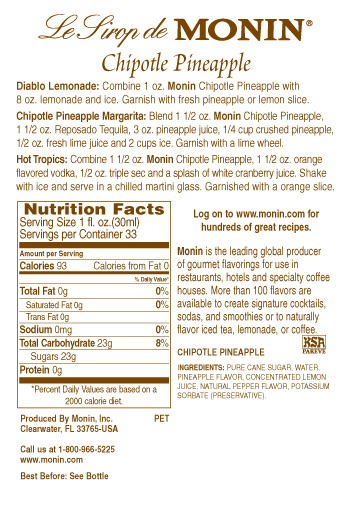 Le Sirop de MONIN®
Chipotle Pineapple
Diablo Lemonade: Combine 1 oz. Monin Chipotle Pineapple with
8 oz. lemonade and ice. Garnish with fresh pineapple or lemon slice.
Chipotle Pineapple Margarita: Blend 1 1/2 oz. Monin Chipotle Pineapple,
1 1/2 oz. Reposado Tequila, 3 oz. pineapple juice, 1/4 cup crushed pineapple,
1/2 oz. fresh lime juice and 2 cups ice. Garnish with a lime wheel.
Hot Tropics: Combine 1 1/2 oz. Monin Chipotle Pineapple, 1 1/2 oz. orange
flavored vodka, 1/2 oz. triple sec and a splash of white cranberry juice. Shake
with ice and serve in a chilled martini glass. Garnished with a orange slice.
Nutrition Facts
Serving Size 1 fl. oz.(30ml)
Servings per Container 33
Amount per Serving
Calories 93 Calories from Fat 0
% Daily Value*
Total Fat 0g 0%
Saturated Fat 0g 0%
Trans Fat 0g
Sodium 0mg 0%
Total Carbohydrate 23g 8%
Sugars 23g
Protein 0g
*Percent Daily Values are based on a
2000 calorie diet.
Produced By Monin, Inc. PET
Clearwater, FL 33765-USA
Call us at 1-800-966-5225
www.monin.com
Best Before: See Bottle
Log on to www.monin.com for
hundreds of great recipes.
Monin is the leading global producer
of gourmet flavorings for use in
restaurants, hotels and specialty coffee
houses. More than 100 flavors are
available to create signature cocktails,
sodas, and smoothies or to naturally
flavor iced tea, lemonade, or coffee.
KSA
PAREVE
CHIPOTLE PINEAPPLE
INGREDIENTS: PURE CANE SUGAR, WATER,
PINEAPPLE FLAVOR, CONCENTRATED LEMON
JUICE, NATURAL PEPPER FLAVOR, POTASSIUM
SORBATE (PRESERVATIVE).